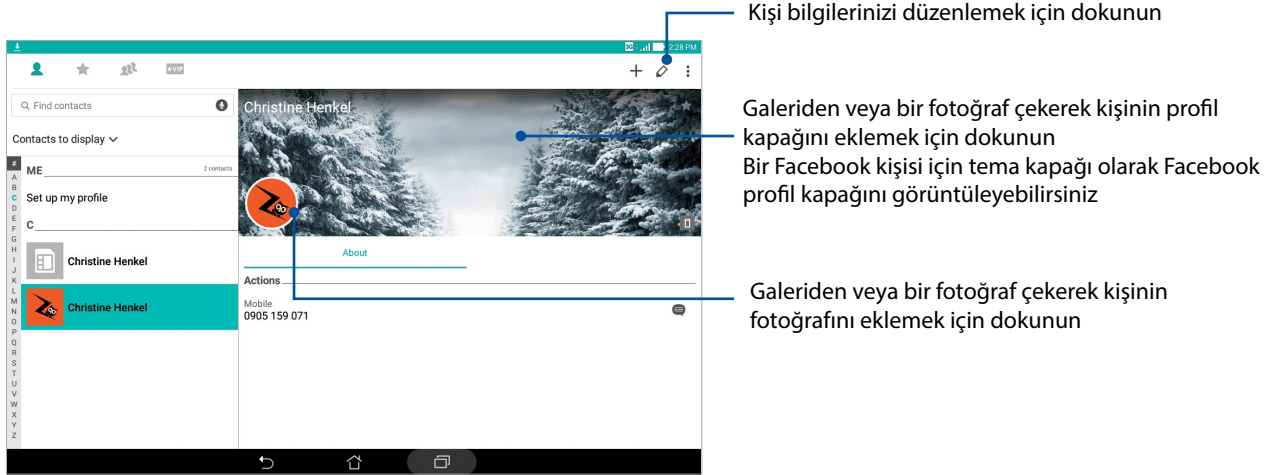 Kişi bilgilerinizi düzenlemek için dokunun
3G 2:28 PM
★VIP
Find contacts
Christine Henkel
Contacts to display
Galeriden veya bir fotoğraf çekerek kişinin profil
kapağını eklemek için dokunun
Bir Facebook kişisi için tema kapağı olarak Facebook
profil kapağını görüntüleyebilirsiniz
ME 2 contacts
Set up my profile
C
Christine Henkel
Christine Henkel
#
A
B
C
D
E
F
G
H
I
J
K
L
M
N
O
P
Q
R
S
T
U
V
W
X
Y
Z
About
Actions
Mobile
0905 159 071
Galeriden veya bir fotoğraf çekerek kişinin
fotoğrafını eklemek için dokunun